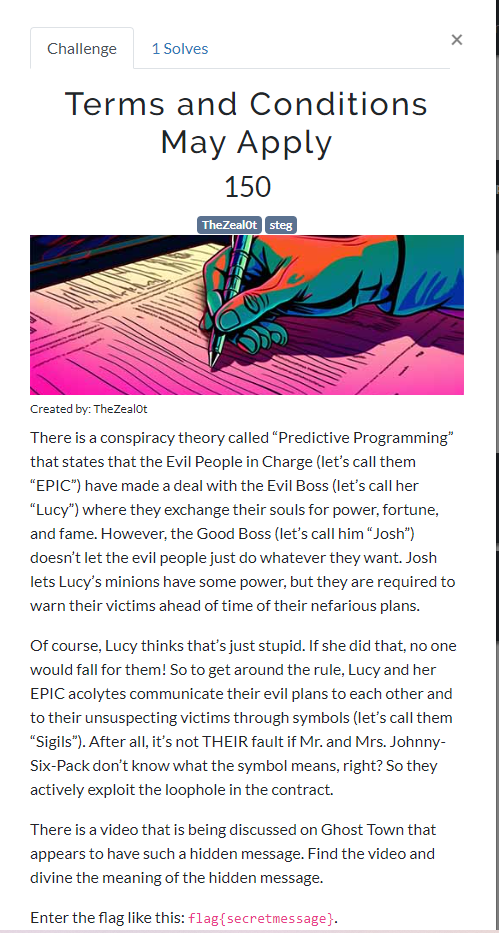 Challenge
1 Solves
×
Terms and Conditions
May Apply
150
TheZeal0t steg
Created by: TheZeal0t
There is a conspiracy theory called “Predictive Programming”
that states that the Evil People in Charge (let’s call them
“EPIC”) have made a deal with the Evil Boss (let’s call her
“Lucy”) where they exchange their souls for power, fortune,
and fame. However, the Good Boss (let’s call him “Josh”)
doesn’t let the evil people just do whatever they want. Josh
lets Lucy’s minions have some power, but they are required to
warn their victims ahead of time of their nefarious plans.
Of course, Lucy thinks that’s just stupid. If she did that, no one
would fall for them! So to get around the rule, Lucy and her
EPIC acolytes communicate their evil plans to each other and
to their unsuspecting victims through symbols (let’s call them
“Sigils”). After all, it’s not THEIR fault if Mr. and Mrs. Johnny-
Six-Pack don’t know what the symbol means, right? So they
actively exploit the loophole in the contract.
There is a video that is being discussed on Ghost Town that
appears to have such a hidden message. Find the video and
divine the meaning of the hidden message.
Enter the flag like this: flag{secretmessage}.